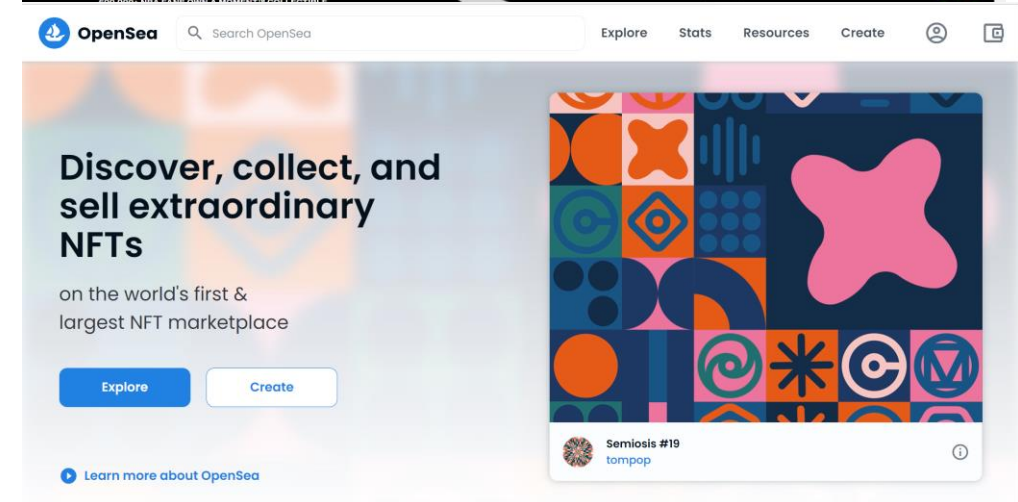 OpenSea
Search OpenSea
Explore
Stats
Resources
Create
Discover, collect, and
sell extraordinary
NFTs
on the world's first &
largest NFT marketplace
Explore
Create
Learn more about OpenSea
Semiosis #19
tompop